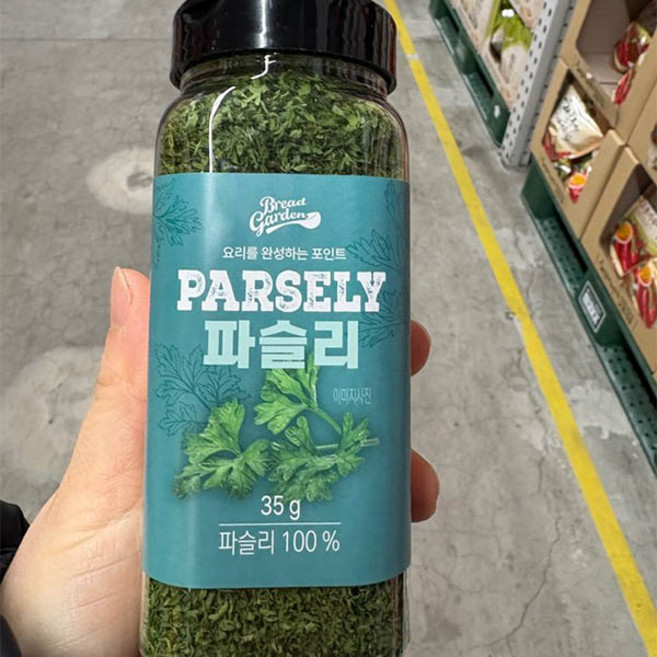 Bread
Garden
요리를 완성하는 포인트
PARSELY
파슬리
이미지사진
35 g
파슬리 100 %